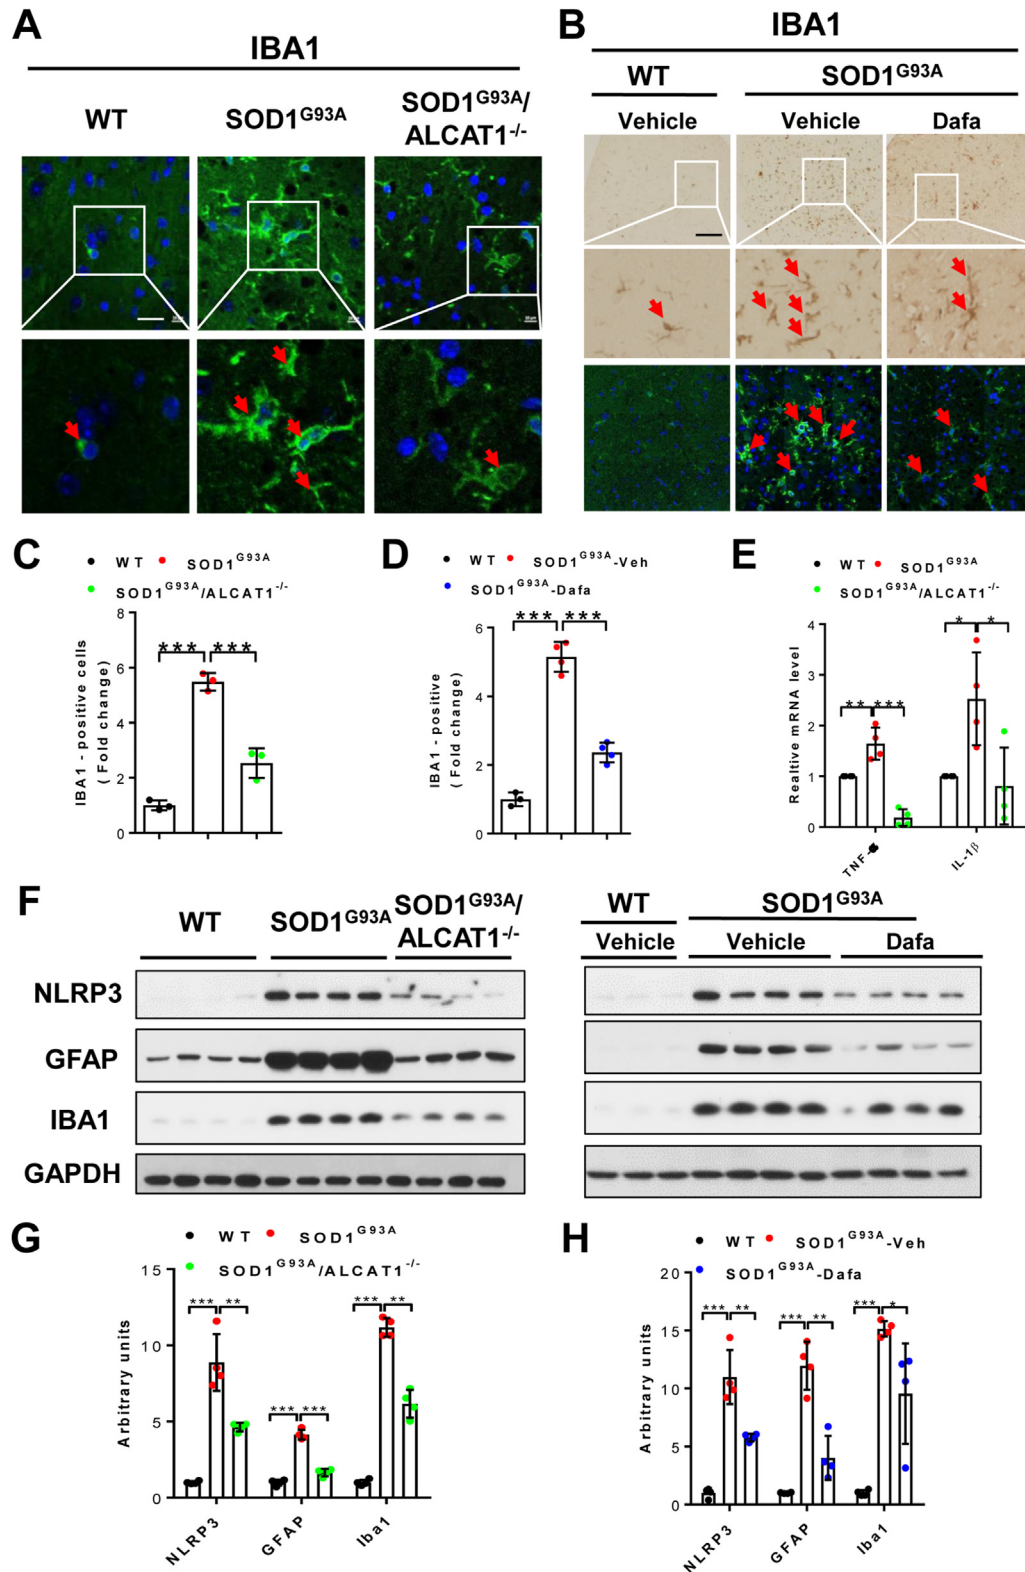 A
IBA1
WT
SOD1G93A
SOD1G93A/
ALCAT1-/-
B
IBA1
WT
SOD1G93A
Vehicle
Vehicle
Dafa
C
WT
SOD1G93A
SOD1G93A/ALCAT1-/-
IBA1 - positive cells
( Fold change)
8
6
4
2
0
***
***
D
WT
SOD1G93A-Veh
SOD1G93A-Dafa
IBA1 - positive
(Fold change)
6
4
2
0
***
***
E
WT
SOD1G93A
SOD1G93A/ALCAT1-/-
Realtive mRNA level
4
3
2
1
0
**
***
*
*
TNF-
IL-1β
F
WT
SOD1G93A
SOD1G93A/
ALCAT1-/-
WT
SOD1G93A
Vehicle
Vehicle
Dafa
NLRP3
GFAP
IBA1
GAPDH
G
WT
SOD1G93A
SOD1G93A/ALCAT1-/-
Arbitrary units
15
10
5
0
***
**
***
***
***
**
NLRP3
GFAP
Iba1
H
WT
SOD1G93A-Veh
SOD1G93A-Dafa
Arbitrary units
20
15
10
5
0
***
**
***
**
***
*
NLRP3
GFAP
Iba1